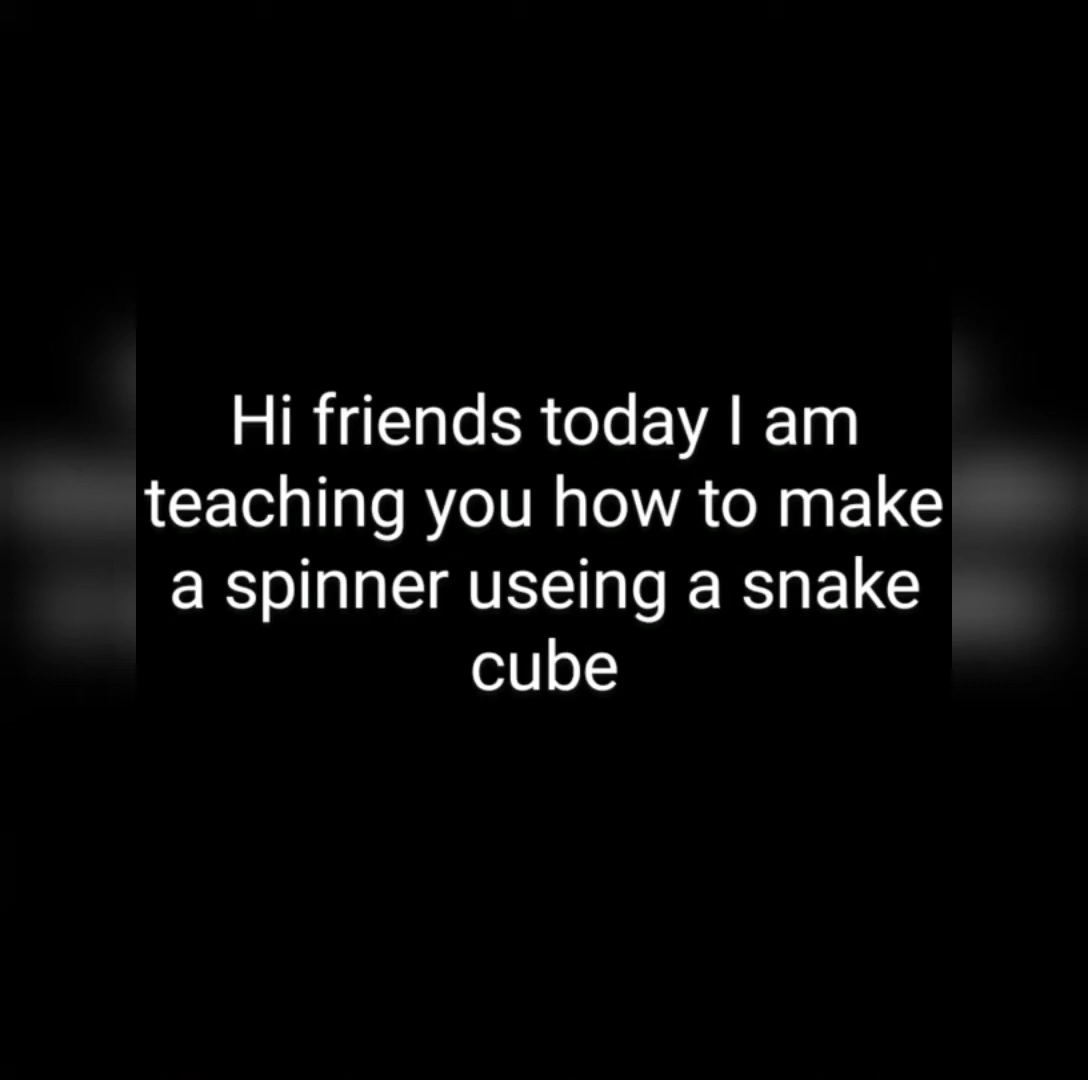 Hi friends today I am
teaching you how to make
a spinner useing a snake
cube